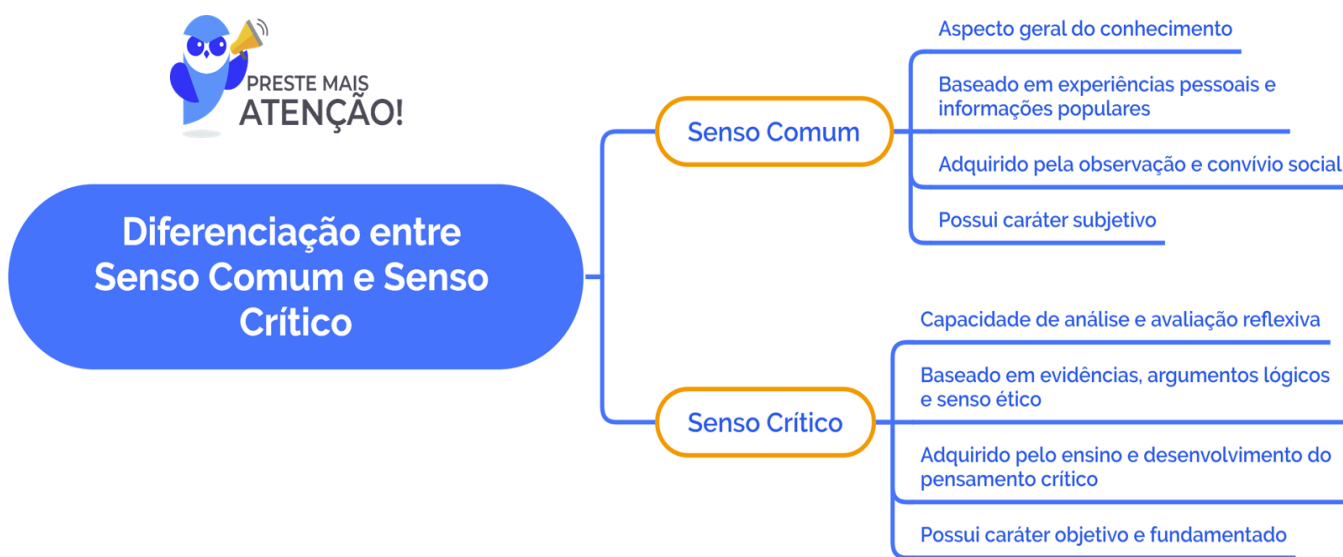 PRESTE MAIS
ATENÇÃO!
Diferenciação entre
Senso Comum e Senso
Crítico
Senso Comum
Aspecto geral do conhecimento
Baseado em experiências pessoais e
informações populares
Adquirido pela observação e convívio social
Possui caráter subjetivo
Senso Crítico
Capacidade de análise e avaliação reflexiva
Baseado em evidências, argumentos lógicos
e senso ético
Adquirido pelo ensino e desenvolvimento do
pensamento crítico
Possui caráter objetivo e fundamentado